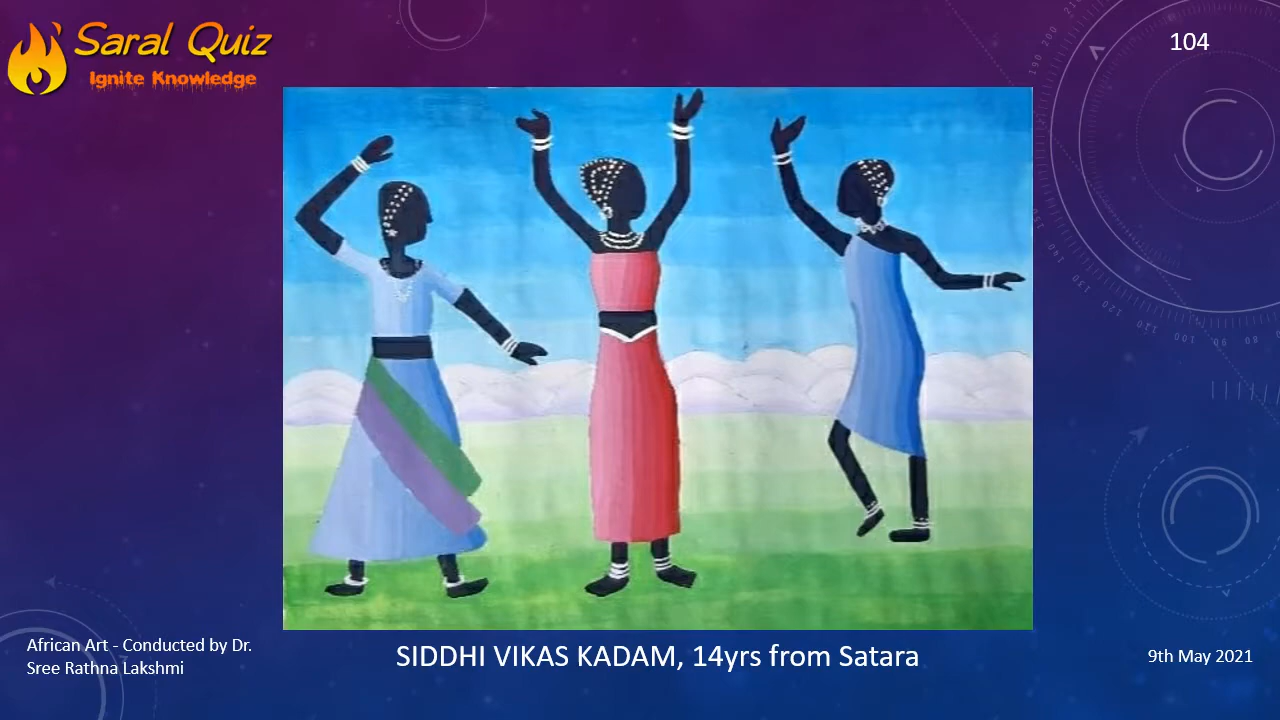 Saral Quiz
Ignite Knowledge
104
SIDDHI VIKAS KADAM, 14yrs from Satara
African Art - Conducted by Dr.
Sree Rathna Lakshmi
9th May 2021